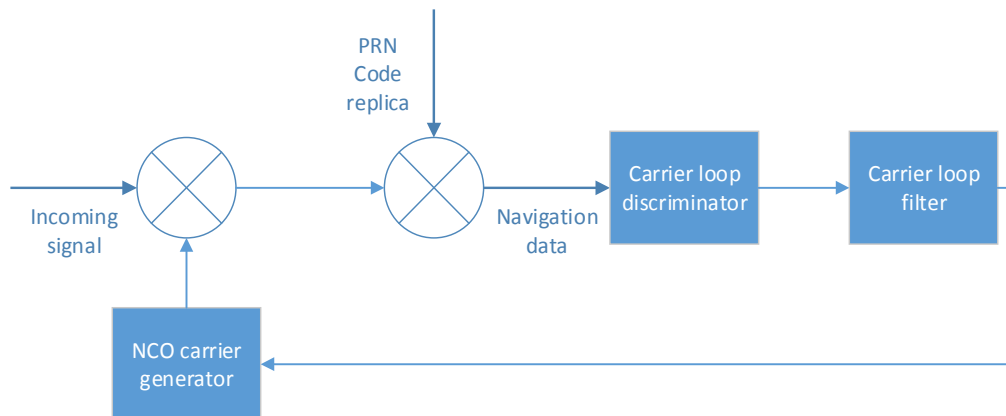 PRN
Code
replica
Incoming
signal
Navigation
data
Carrier loop
discriminator
Carrier loop
filter
NCO carrier
generator